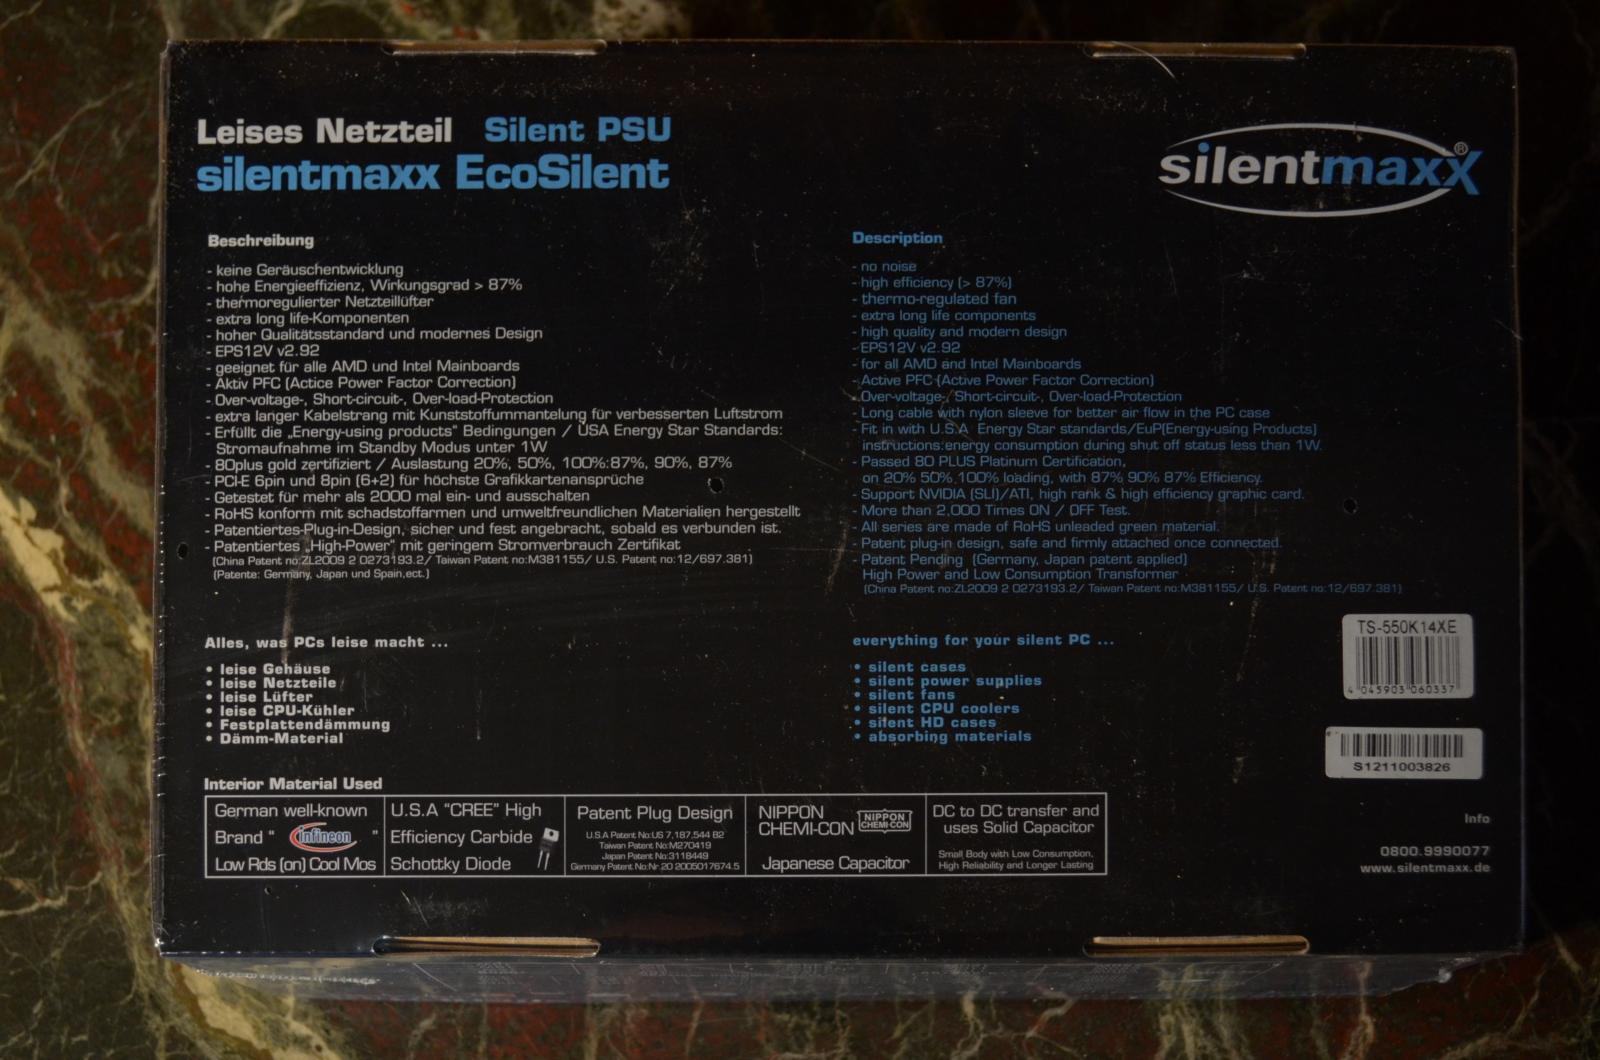 Leises Netzteil Silent PSU
silentmaxx EcoSilent
silentmaxx®
Beschreibung
- keine Geräuschentwicklung
- hohe Energieeffizienz, Wirkungsgrad > 87%
- thermoregulierter Netzteillüfter
- extra long life-Komponenten
- hoher Qualitätsstandard und modernes Design
- EPS12V v2.92
- geeignet für alle AMD und Intel Mainboards
- Aktiv PFC (Actice Power Factor Correction)
- Over-voltage-, Short-circuit-, Over-load-Protection
- extra langer Kabelstrang mit Kunststoffummantelung für verbesserten Luftstrom
- Erfüllt die „Energy-using products" Bedingungen / USA Energy Star Standards:
Stromaufnahme im Standby Modus unter 1W
- 80plus gold zertifiziert / Auslastung 20%, 50%, 100%:87%, 90%, 87%
- PCI-E 6pin und 8pin (6+2) für höchste Grafikkartenansprüche
- Getestet für mehr als 2000 mal ein- und ausschalten
- RoHS konform mit schadstoffarmen und umweltfreundlichen Materialien hergestellt
- Patentiertes-Plug-in-Design, sicher und fest angebracht, sobald es verbunden ist.
- Patentiertes „High-Power" mit geringem Stromverbrauch Zertifikat
(China Patent no:ZL2009 2 0273193.2/ Taiwan Patent no:M381155/ U.S. Patent no:12/697.381)
(Patente: Germany, Japan und Spain,ect.)
Description
- no noise
- high efficiency (> 87%)
- thermo-regulated fan
- extra long life components
- high quality and modern design
- EPS12V v2.92
- for all AMD and Intel Mainboards
- Active PFC (Active Power Factor Correction)
- Over-voltage-, Short-circuit-, Over-load-Protection
- Long cable with nylon sleeve for better air flow in the PC case
- Fit in with U.S.A Energy Star standards/EuP(Energy-using Products)
instructions:energy consumption during shut off status less than 1W.
- Passed 80 PLUS Platinum Certification,
on 20% 50% 100% loading, with 87% 90% 87% Efficiency.
- Support NVIDIA (SLI)/ATI, high rank & high efficiency graphic card.
- More than 2,000 Times ON / OFF Test.
- All series are made of RoHS unleaded green material.
- Patent plug-in design, safe and firmly attached once connected.
- Patent Pending (Germany, Japan patent applied)
High Power and Low Consumption Transformer
(China Patent no:ZL2009 2 0273193.2/ Taiwan Patent no:M381155/ U.S. Patent no:12/697.381)
Alles, was PCs leise macht ...
• leise Gehäuse
• leise Netzteile
• leise Lüfter
• leise CPU-Kühler
• Festplattendämmung
• Dämm-Material
everything for your silent PC ...
• silent cases
• silent power supplies
• silent fans
• silent CPU coolers
• silent HD cases
• absorbing materials
TS-550K14XE
4 045903 060337
S1211003826
Interior Material Used
German well-known
Brand " infineon "
Low Rds (on) Cool Mos
U.S.A "CREE" High
Efficiency Carbide
Schottky Diode
Patent Plug Design
U.S.A Patent No:US 7,187,544 B2
Taiwan Patent No:M270419
Japan Patent No:3118449
Germany Patent No:Nr 20 2005017674.5
NIPPON
CHEMI-CON
NIPPON
CHEMI-CON
Japanese Capacitor
DC to DC transfer and
uses Solid Capacitor
Small Body with Low Consumption,
High Reliability and Longer Lasting
Info
0800.9990077
www.silentmaxx.de